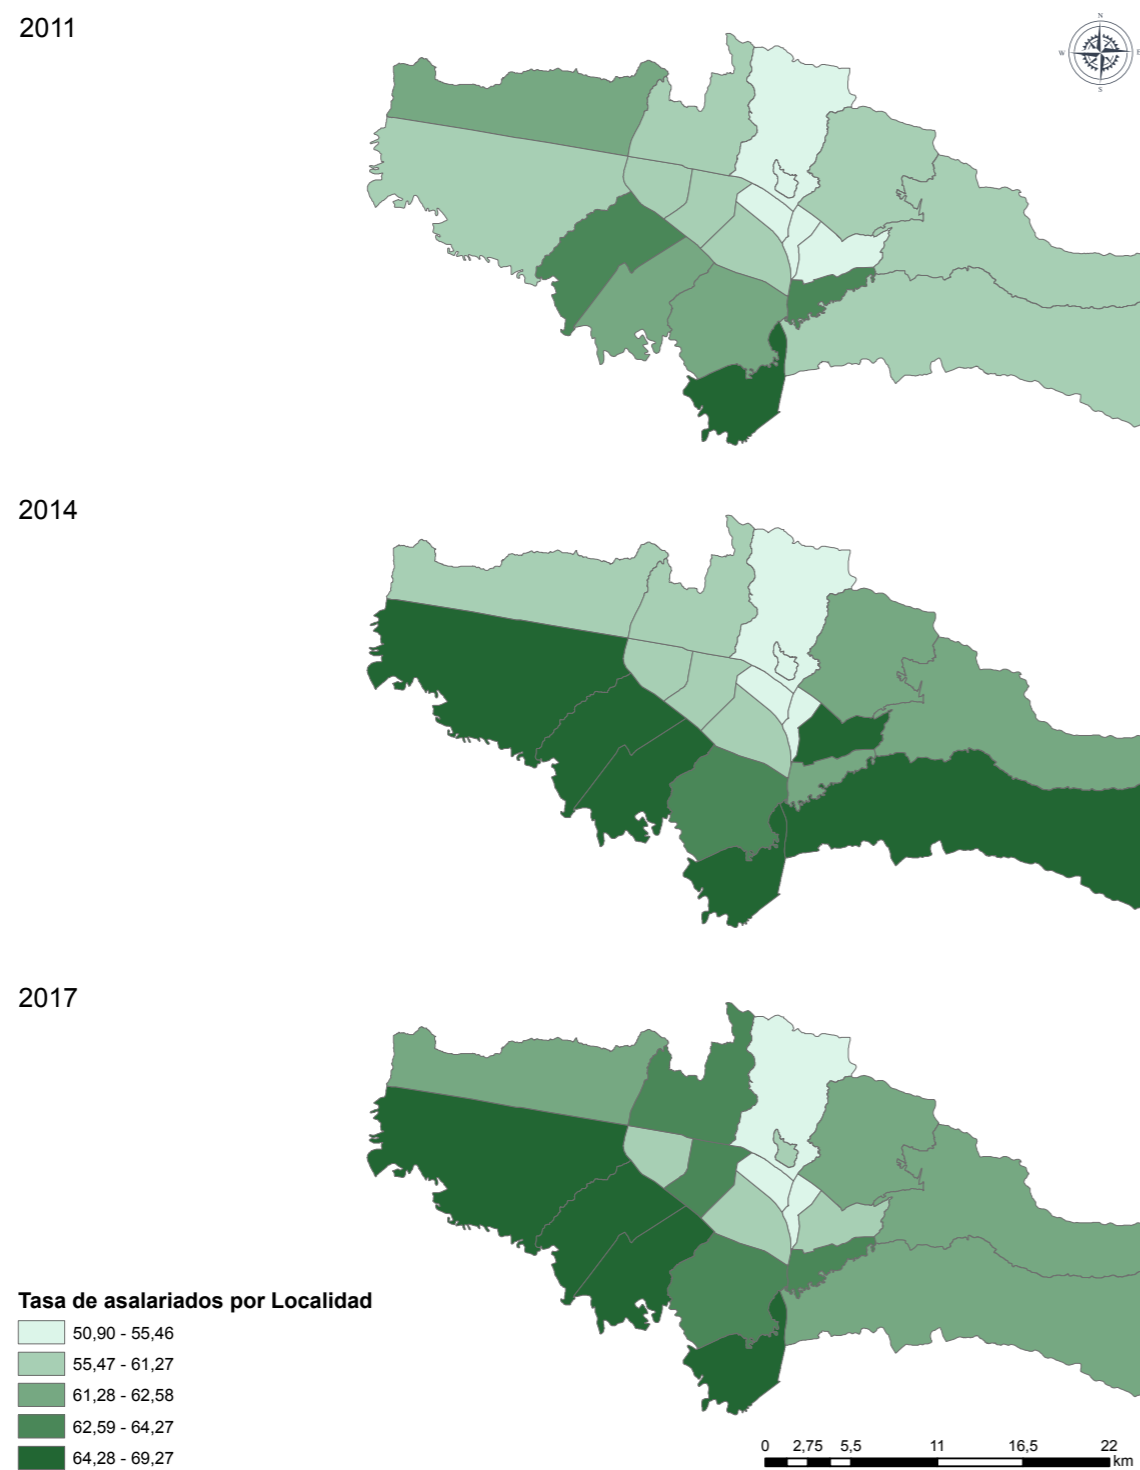 2011
N
W E
S
2014
2017
Tasa de asalariados por Localidad
50,90 - 55,46
55,47 - 61,27
61,28 - 62,58
62,59 - 64,27
64,28 - 69,27
0 2,75 5,5 11 16,5 22
km